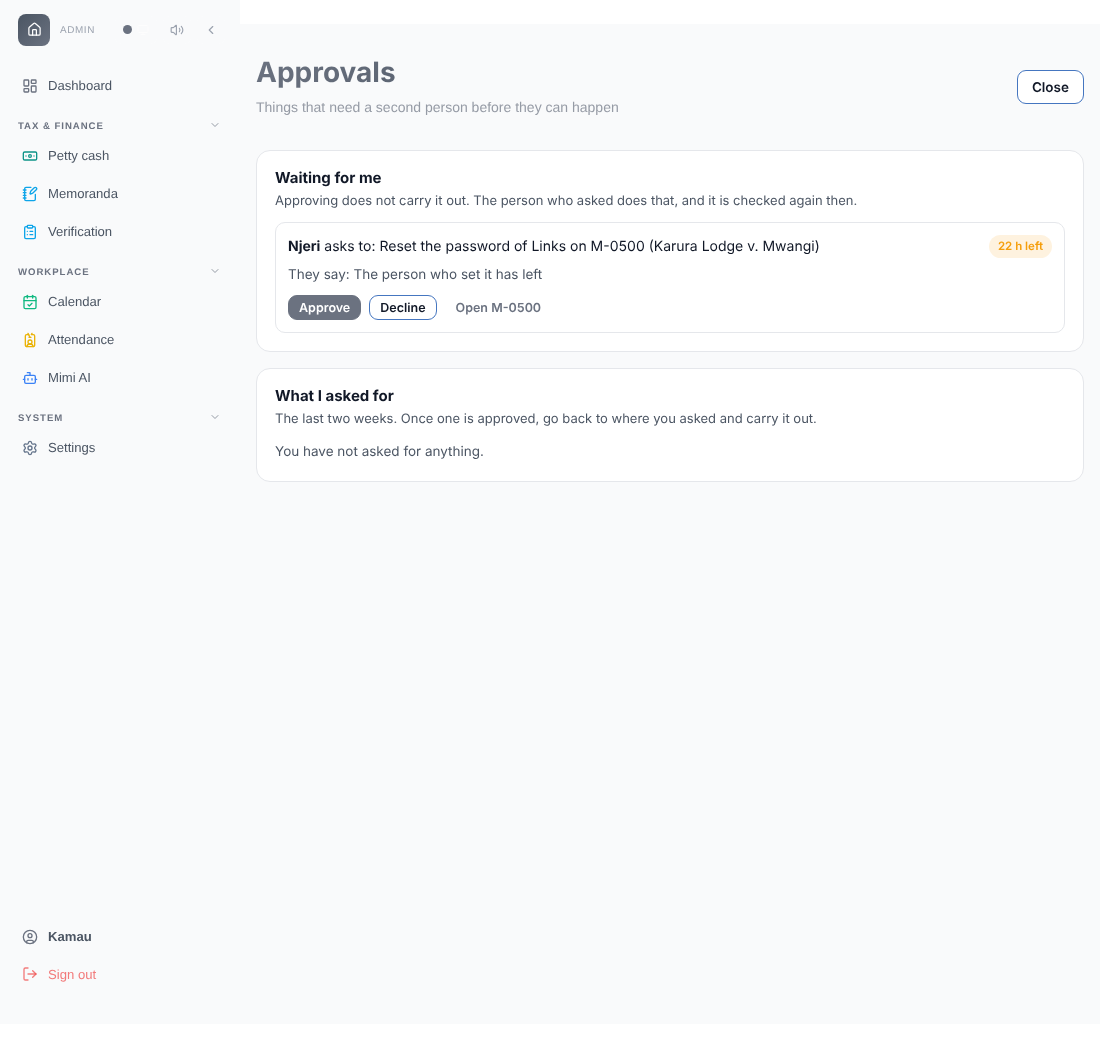 ADMIN
Dashboard
TAX & FINANCE
Petty cash
Memoranda
Verification
WORKPLACE
Calendar
Attendance
Mimi AI
SYSTEM
Settings
Kamau
Sign out
Approvals
Things that need a second person before they can happen
Close
Waiting for me
Approving does not carry it out. The person who asked does that, and it is checked again then.
Njeri asks to: Reset the password of Links on M-0500 (Karura Lodge v. Mwangi)
22 h left
They say: The person who set it has left
Approve Decline Open M-0500
What I asked for
The last two weeks. Once one is approved, go back to where you asked and carry it out.
You have not asked for anything.